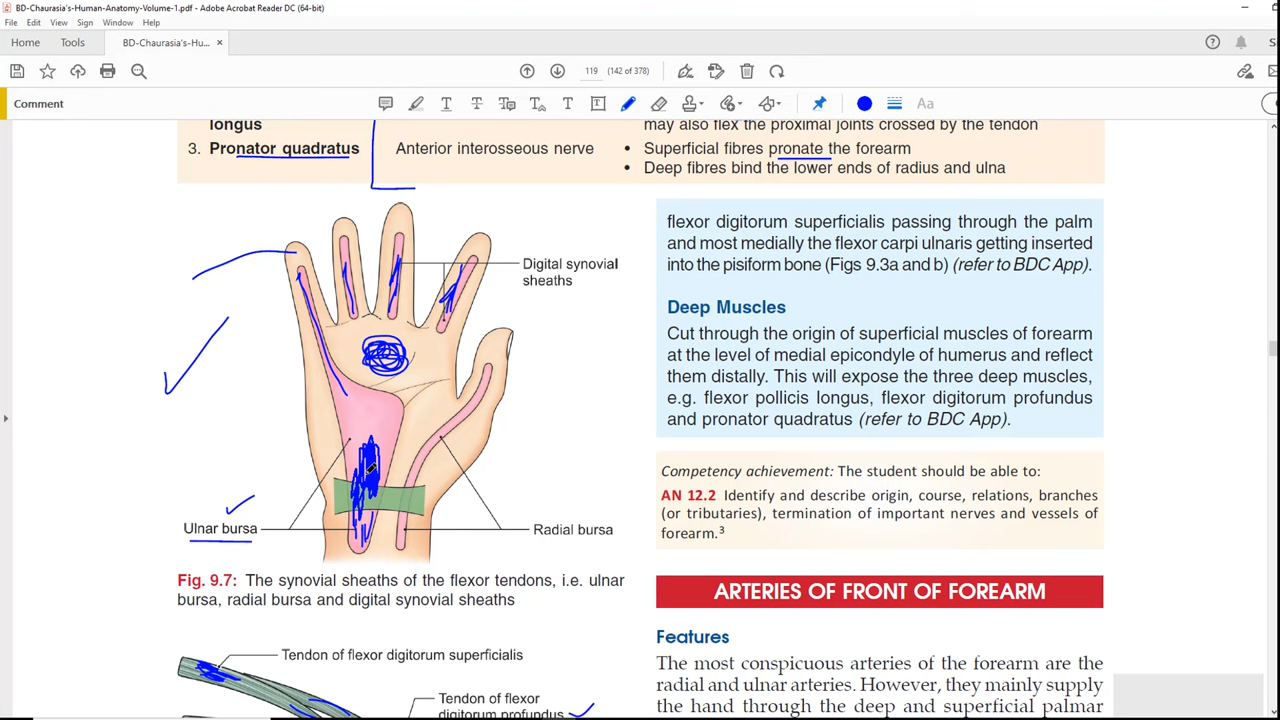 BD-Chaurasia's-Human-Anatomy-Volume-1.pdf - Adobe Acrobat Reader DC (64-bit)
File Edit View Sign Window Help
Home Tools BD-Chaurasia's-Hu... ×
119 (142 of 378)
Comment
longus
may also flex the proximal joints crossed by the tendon
3. Pronator quadratus Anterior interosseous nerve • Superficial fibres pronate the forearm
• Deep fibres bind the lower ends of radius and ulna
Digital synovial
sheaths
Ulnar bursa
Radial bursa
Fig. 9.7: The synovial sheaths of the flexor tendons, i.e. ulnar
bursa, radial bursa and digital synovial sheaths
Tendon of flexor digitorum superficialis
Tendon of flexor
digitorum profundus
flexor digitorum superficialis passing through the palm
and most medially the flexor carpi ulnaris getting inserted
into the pisiform bone (Figs 9.3a and b) (refer to BDC App).
Deep Muscles
Cut through the origin of superficial muscles of forearm
at the level of medial epicondyle of humerus and reflect
them distally. This will expose the three deep muscles,
e.g. flexor pollicis longus, flexor digitorum profundus
and pronator quadratus (refer to BDC App).
Competency achievement: The student should be able to:
AN 12.2 Identify and describe origin, course, relations, branches
(or tributaries), termination of important nerves and vessels of
forearm.³
ARTERIES OF FRONT OF FOREARM
Features
The most conspicuous arteries of the forearm are the
radial and ulnar arteries. However, they mainly supply
the hand through the deep and superficial palmar